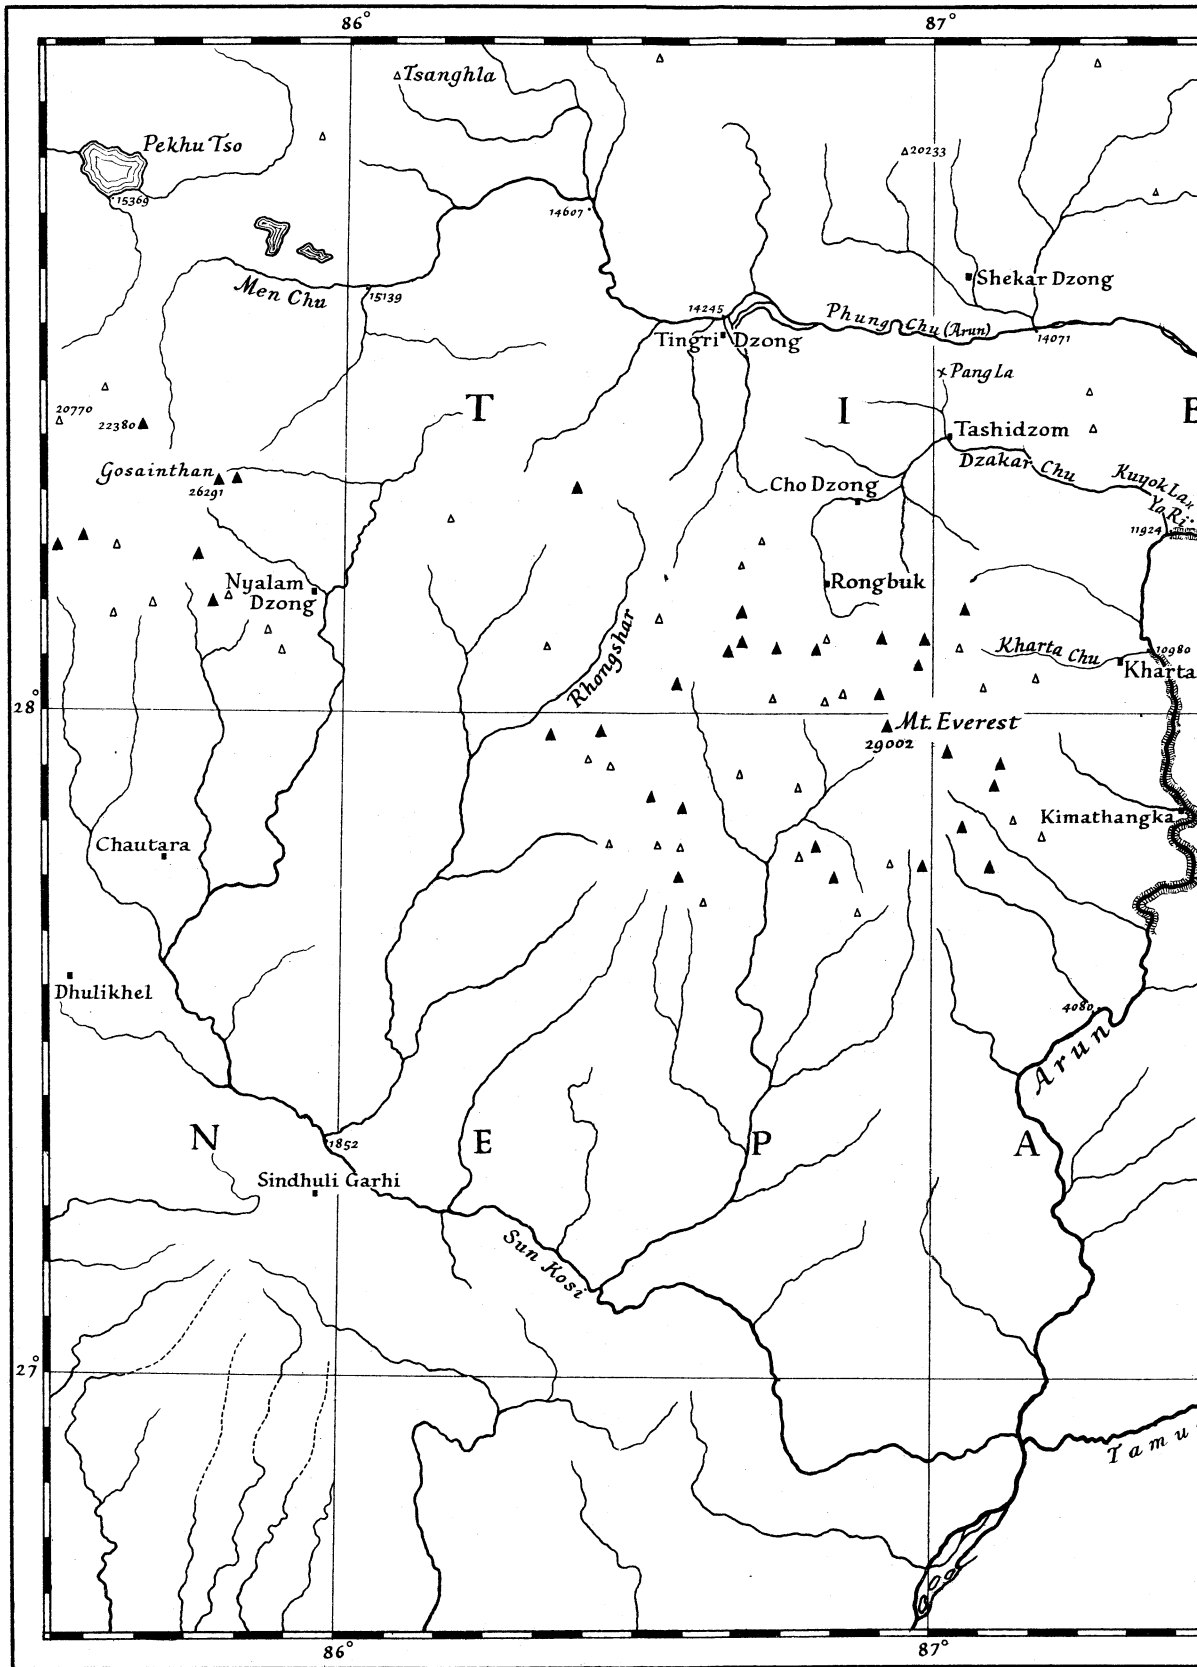 86° 87°
Tsanghla
Pekhu Tso
20233
15369
14607
Shekar Dzong
Men Chu
15139
14245
Phung Chu (Arun)
14071
Tingri Dzong
Pang La
T I B
20770
22380
Tashidzom
Dzakar Chu
Gosainthan
26291
Cho Dzong
Kuyok La
Yo Ri
11924
Nyalam
Dzong
Rongbuk
Rhongshar
Kharta Chu
10980
Kharta
28°
Mt. Everest
29002
Kimathangka
Chautara
Dhulikhel
4080
Arun
N E P A
1852
Sindhuli Garhi
Sun Kosi
27°
Tamu
86° 87°